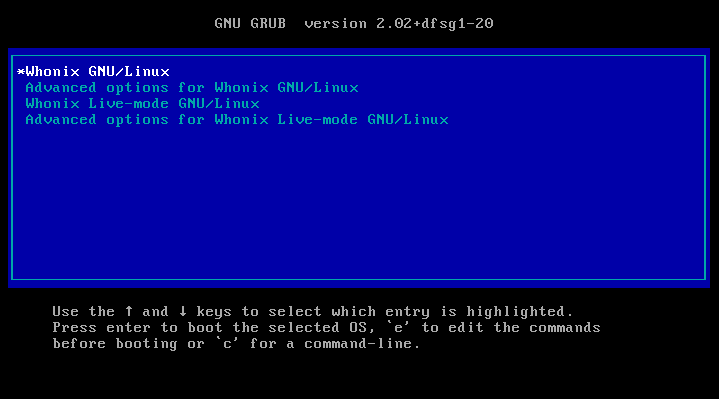 GNU GRUB  version 2.02+dfsg1-20
*Whonix GNU/Linux
Advanced options for Whonix GNU/Linux
Whonix Live-mode GNU/Linux
Advanced options for Whonix Live-mode GNU/Linux
Use the ↑ and ↓ keys to select which entry is highlighted.
Press enter to boot the selected OS, `e' to edit the commands
before booting or `c' for a command-line.